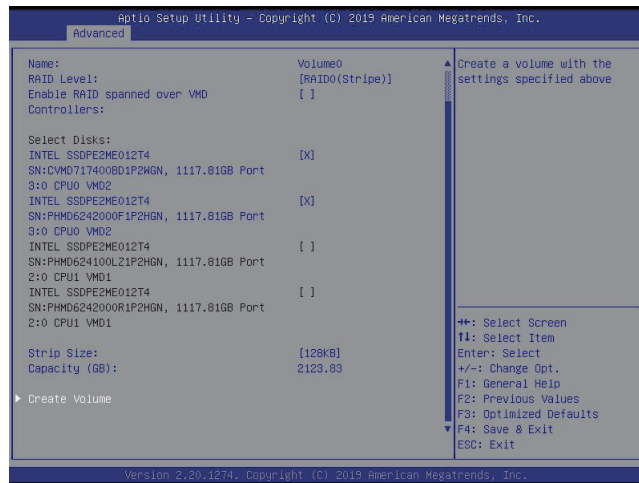 Aptio Setup Utility – Copyright (C) 2019 American Megatrends, Inc.
Advanced
Name: Volume0
RAID Level: [RAID0(Stripe)]
Enable RAID spanned over VMD [ ]
Controllers:
Select Disks:
INTEL SSDPE2ME012T4 [X]
SN:CVMD717400BD1P2WGN, 1117.81GB Port
3:0 CPU0 VMD2
INTEL SSDPE2ME012T4 [X]
SN:PHMD6242000F1P2HGN, 1117.81GB Port
3:0 CPU0 VMD2
INTEL SSDPE2ME012T4 [ ]
SN:PHMD624100LZ1P2HGN, 1117.81GB Port
2:0 CPU1 VMD1
INTEL SSDPE2ME012T4 [ ]
SN:PHMD6242000R1P2HGN, 1117.81GB Port
2:0 CPU1 VMD1
Strip Size: [128KB]
Capacity (GB): 2123.83
Create Volume
Create a volume with the
settings specified above
→←: Select Screen
↑↓: Select Item
Enter: Select
+/-: Change Opt.
F1: General Help
F2: Previous Values
F3: Optimized Defaults
F4: Save & Exit
ESC: Exit
Version 2.20.1274. Copyright (C) 2019 American Megatrends, Inc.